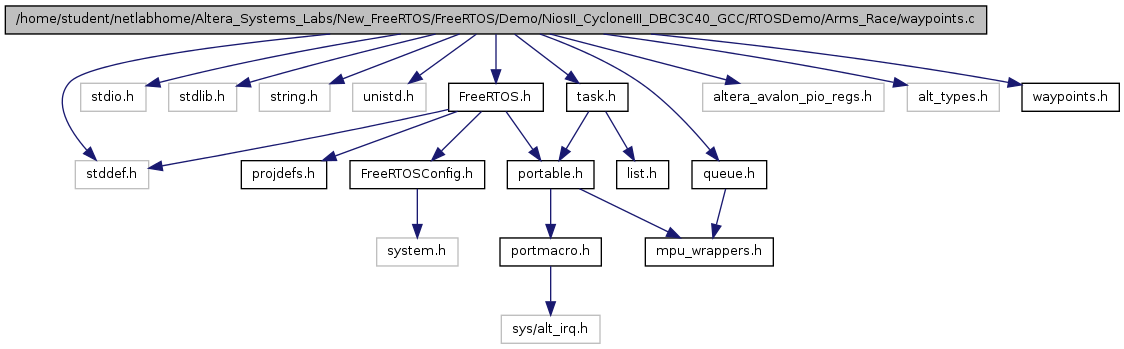 /home/student/netlabhome/Altera_Systems_Labs/New_FreeRTOS/FreeRTOS/Demo/NiosII_CycloneIII_DBC3C40_GCC/RTOSDemo/Arms_Race/waypoints.c
stdio.h
stdlib.h
string.h
unistd.h
FreeRTOS.h
task.h
altera_avalon_pio_regs.h
alt_types.h
waypoints.h
stddef.h
projdefs.h
FreeRTOSConfig.h
portable.h
list.h
queue.h
system.h
portmacro.h
mpu_wrappers.h
sys/alt_irq.h